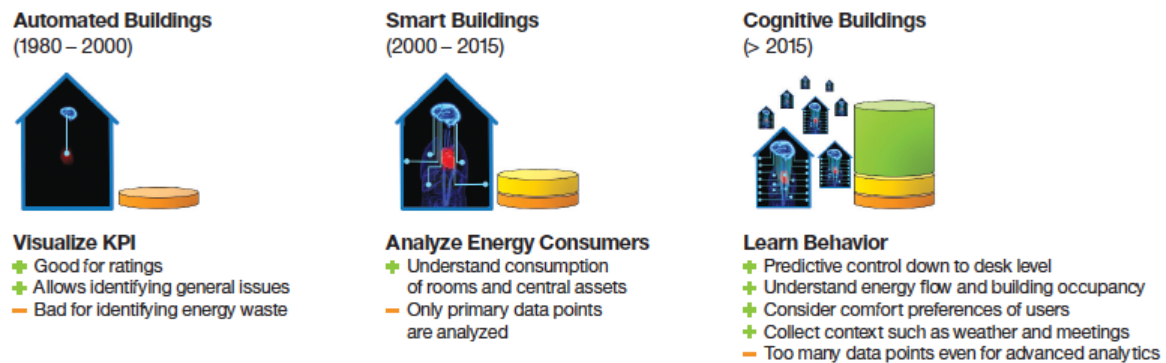 Automated Buildings
(1980 – 2000)
Visualize KPI
+ Good for ratings
+ Allows identifying general issues
– Bad for identifying energy waste
Smart Buildings
(2000 – 2015)
Analyze Energy Consumers
+ Understand consumption
of rooms and central assets
– Only primary data points
are analyzed
Cognitive Buildings
(> 2015)
Learn Behavior
+ Predictive control down to desk level
+ Understand energy flow and building occupancy
+ Consider comfort preferences of users
+ Collect context such as weather and meetings
– Too many data points even for advanced analytics